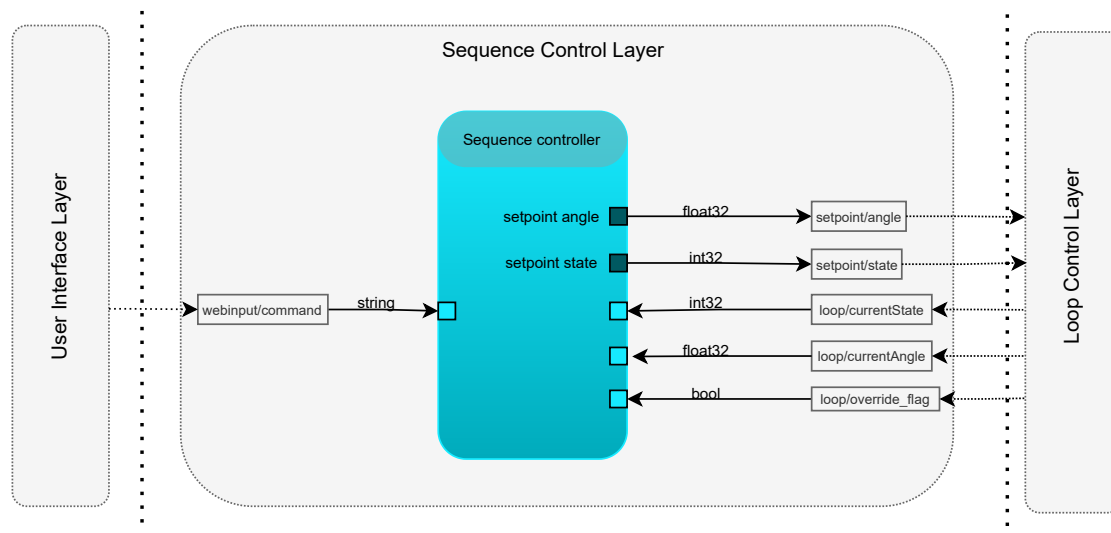 Sequence Control Layer
User Interface Layer
Sequence controller
setpoint angle
float32
setpoint/angle
setpoint state
int32
setpoint/state
webinput/command
string
int32
loop/currentState
float32
loop/currentAngle
bool
loop/override_flag
Loop Control Layer